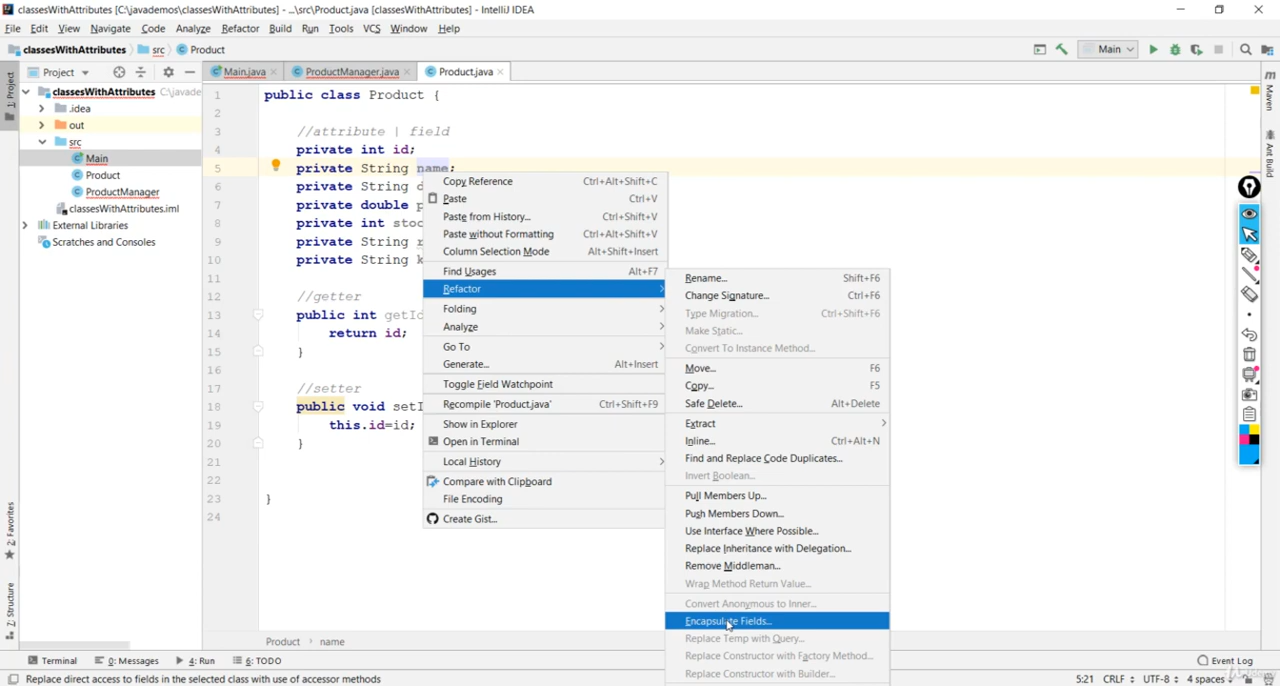 classesWithAttributes [C:\javademos\classesWithAttributes] - ...\src\Product.java [classesWithAttributes] - IntelliJ IDEA
File Edit View Navigate Code Analyze Refactor Build Run Tools VCS Window Help
classesWithAttributes src Product Main
1: Project
Project
Main.java ProductManager.java Product.java
classesWithAttributes C:\javade
.idea
out
src
Main
Product
ProductManager
classesWithAttributes.iml
External Libraries
Scratches and Consoles
1 public class Product {
2
3 //attribute | field
4 private int id;
5 private String name;
6 private String d
7 private double p
8 private int stoc
9 private String r
10 private String k
11
12 //getter
13 public int getId
14 return id;
15 }
16
17 //setter
18 public void setI
19 this.id=id;
20 }
21
22
23 }
24
Copy Reference Ctrl+Alt+Shift+C
Paste Ctrl+V
Paste from History... Ctrl+Shift+V
Paste without Formatting Ctrl+Alt+Shift+V
Column Selection Mode Alt+Shift+Insert
Find Usages Alt+F7
Refactor
Folding
Analyze
Go To
Generate... Alt+Insert
Toggle Field Watchpoint
Recompile 'Product.java' Ctrl+Shift+F9
Show in Explorer
Open in Terminal
Local History
Compare with Clipboard
File Encoding
Create Gist...
Rename... Shift+F6
Change Signature... Ctrl+F6
Type Migration... Ctrl+Shift+F6
Make Static...
Convert To Instance Method...
Move... F6
Copy... F5
Safe Delete... Alt+Delete
Extract
Inline... Ctrl+Alt+N
Find and Replace Code Duplicates...
Invert Boolean...
Pull Members Up...
Push Members Down...
Use Interface Where Possible...
Replace Inheritance with Delegation...
Remove Middleman...
Wrap Method Return Value...
Convert Anonymous to Inner...
Encapsulate Fields...
Replace Temp with Query...
Replace Constructor with Factory Method...
Replace Constructor with Builder...
Maven
Ant Build
2: Favorites
7: Structure
Product name
Terminal 0: Messages 4: Run 6: TODO Event Log
Replace direct access to fields in the selected class with use of accessor methods 5:21 CRLF UTF-8 4 spaces